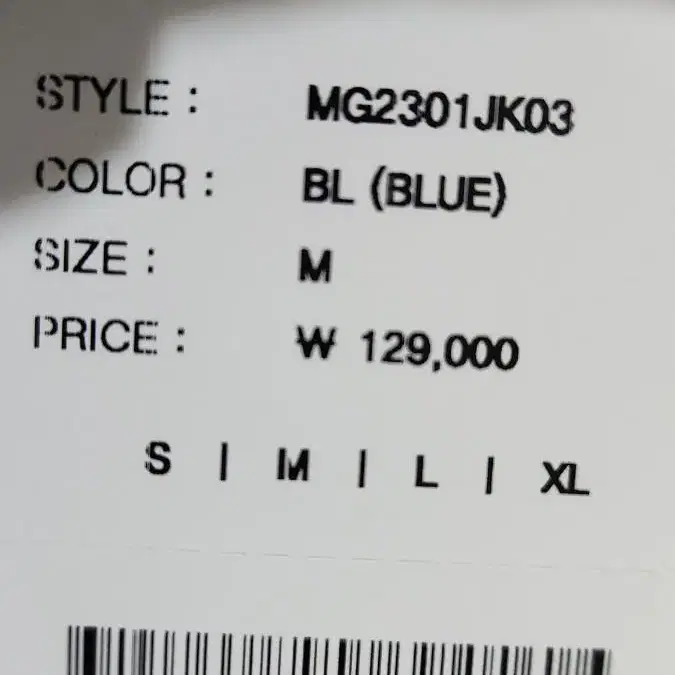 STYLE : MG2301JK03
COLOR : BL (BLUE)
SIZE : M
PRICE : ₩ 129,000
S | M | L | XL